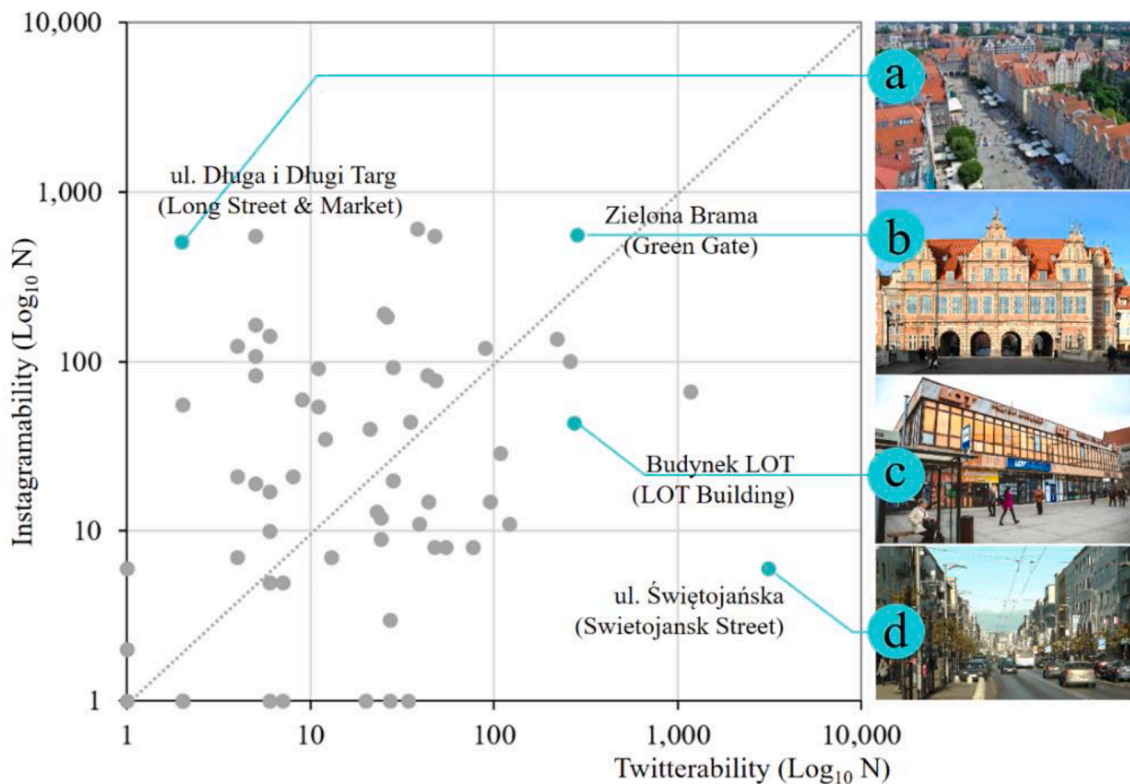 10,000
1,000
100
10
1
1
10
100
1,000
10,000
Instagramability (Log₁₀ N)
Twitterability (Log₁₀ N)
ul. Długa i Długi Targ
(Long Street & Market)
Zielona Brama
(Green Gate)
Budynek LOT
(LOT Building)
ul. Świętojańska
(Swietojansk Street)
a
b
c
d